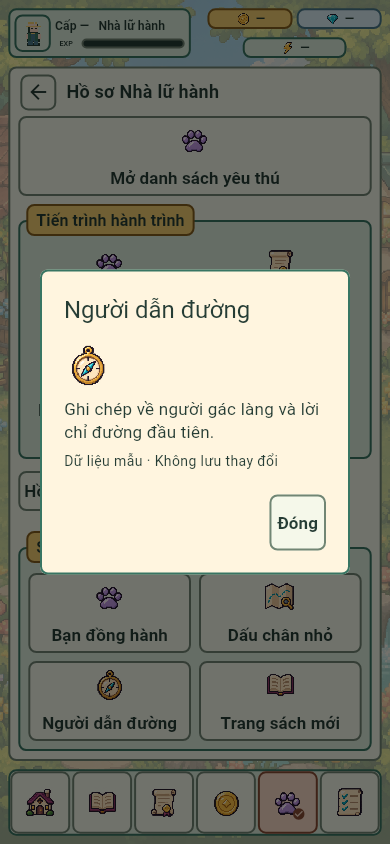 Cấp — Nhà lữ hành
EXP
—
—
—
Hồ sơ Nhà lữ hành
Mở danh sách yêu thú
Tiến trình hành trình
Người dẫn đường
Ghi chép về người gác làng và lời
chỉ đường đầu tiên.
Dữ liệu mẫu · Không lưu thay đổi
Đóng
Bạn đồng hành
Dấu chân nhỏ
Người dẫn đường
Trang sách mới